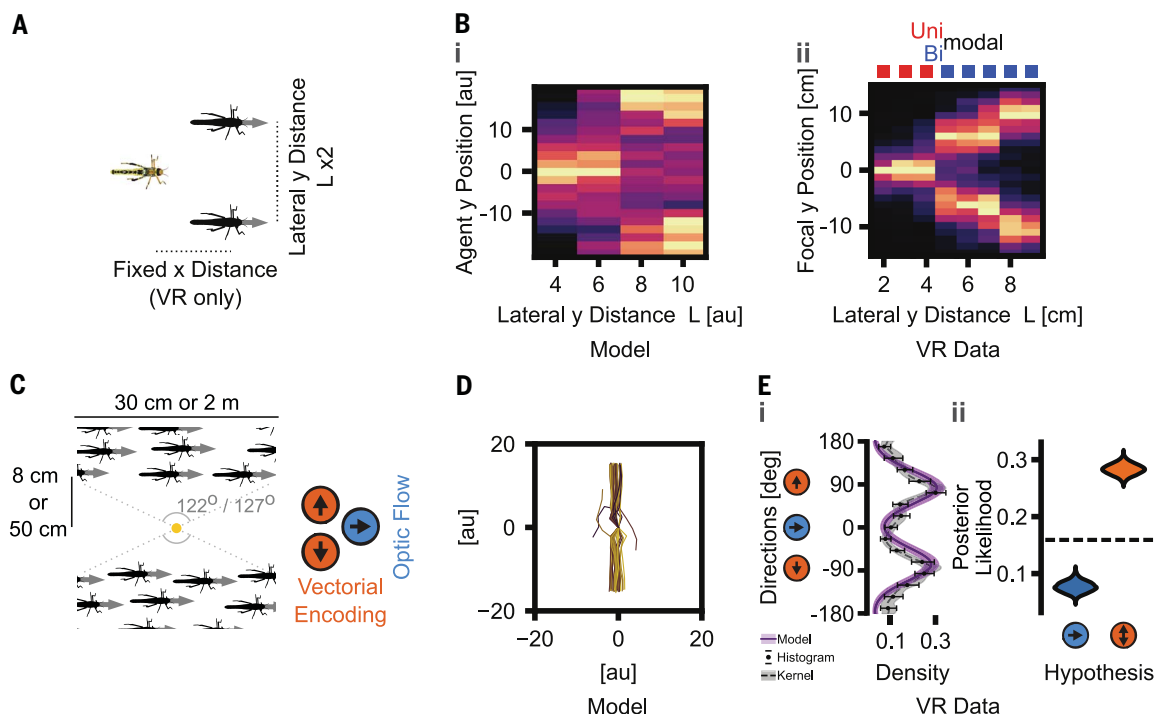 A
Lateral y Distance
L x2
Fixed x Distance
(VR only)
B
i
Agent y Position [au]
10
0
-10
4 6 8 10
Lateral y Distance L [au]
Model
ii
Uni
Bi
modal
Focal y Position [cm]
10
0
-10
2 4 6 8
Lateral y Distance L [cm]
VR Data
C
30 cm or 2 m
8 cm
or
50 cm
122º / 127º
Vectorial
Encoding
Optic Flow
D
20
10
0
−10
−20
[au]
−20 0 20
[au]
Model
E
i
Directions [deg]
180
90
0
-90
-180
0.1 0.3
Density
Model
Histogram
Kernel
ii
Posterior
Likelihood
0.3
0.2
0.1
Hypothesis
VR Data